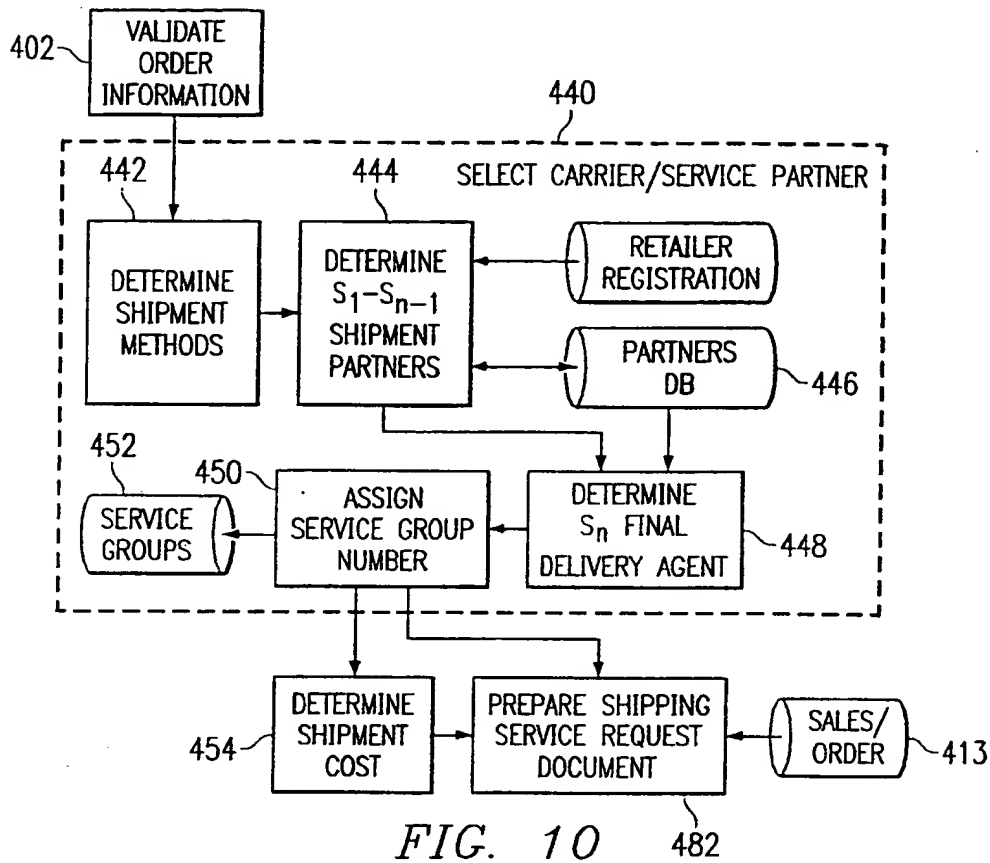 402
VALIDATE
ORDER
INFORMATION
440
SELECT CARRIER/SERVICE PARTNER
442
DETERMINE
SHIPMENT
METHODS
444
DETERMINE
S1-Sn-1
SHIPMENT
PARTNERS
RETAILER
REGISTRATION
PARTNERS
DB
446
452
SERVICE
GROUPS
450
ASSIGN
SERVICE GROUP
NUMBER
DETERMINE
Sn FINAL
DELIVERY AGENT
448
454
DETERMINE
SHIPMENT
COST
PREPARE SHIPPING
SERVICE REQUEST
DOCUMENT
482
SALES/
ORDER
413
FIG. 10